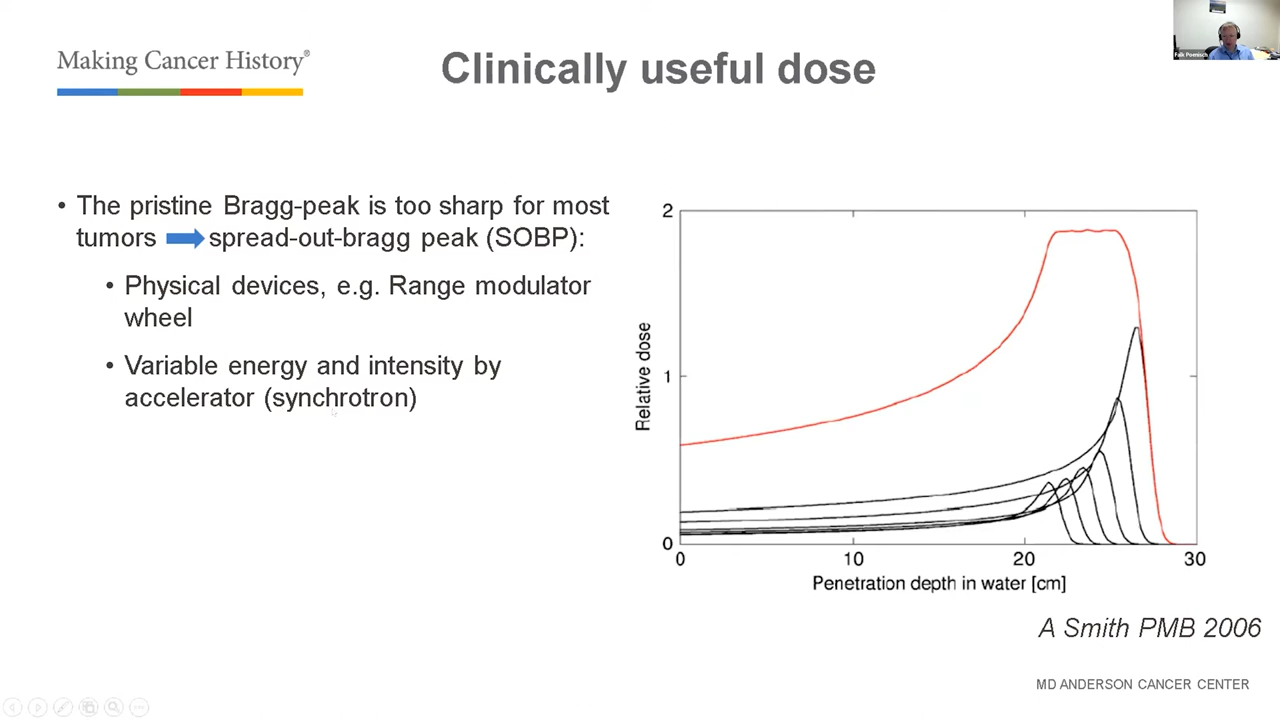 Making Cancer History®
Clinically useful dose
Falk Poenisch
• The pristine Bragg-peak is too sharp for most
tumors spread-out-bragg peak (SOBP):
• Physical devices, e.g. Range modulator
wheel
• Variable energy and intensity by
accelerator (synchrotron)
2
1
0
Relative dose
0 10 20 30
Penetration depth in water [cm]
A Smith PMB 2006
MD ANDERSON CANCER CENTER